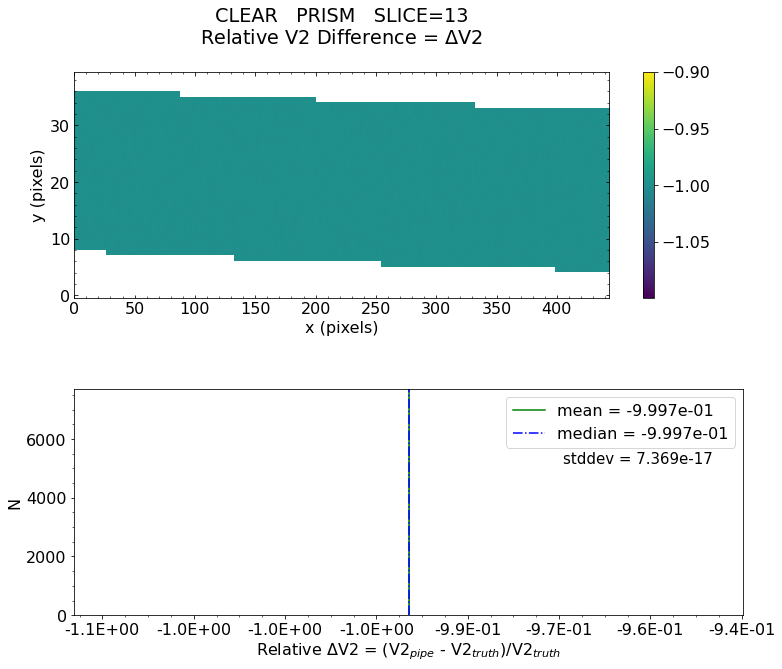 CLEAR   PRISM   SLICE=13
Relative V2 Difference = ΔV2
30
20
10
0
y (pixels)
0 50 100 150 200 250 300 350 400
x (pixels)
−0.90
−0.95
−1.00
−1.05
mean = -9.997e-01
median = -9.997e-01
stddev = 7.369e-17
6000
4000
2000
0
N
-1.1E+00 -1.0E+00 -1.0E+00 -1.0E+00 -9.9E-01 -9.7E-01 -9.6E-01 -9.4E-01
Relative ΔV2 = (V2pipe - V2truth)/V2truth